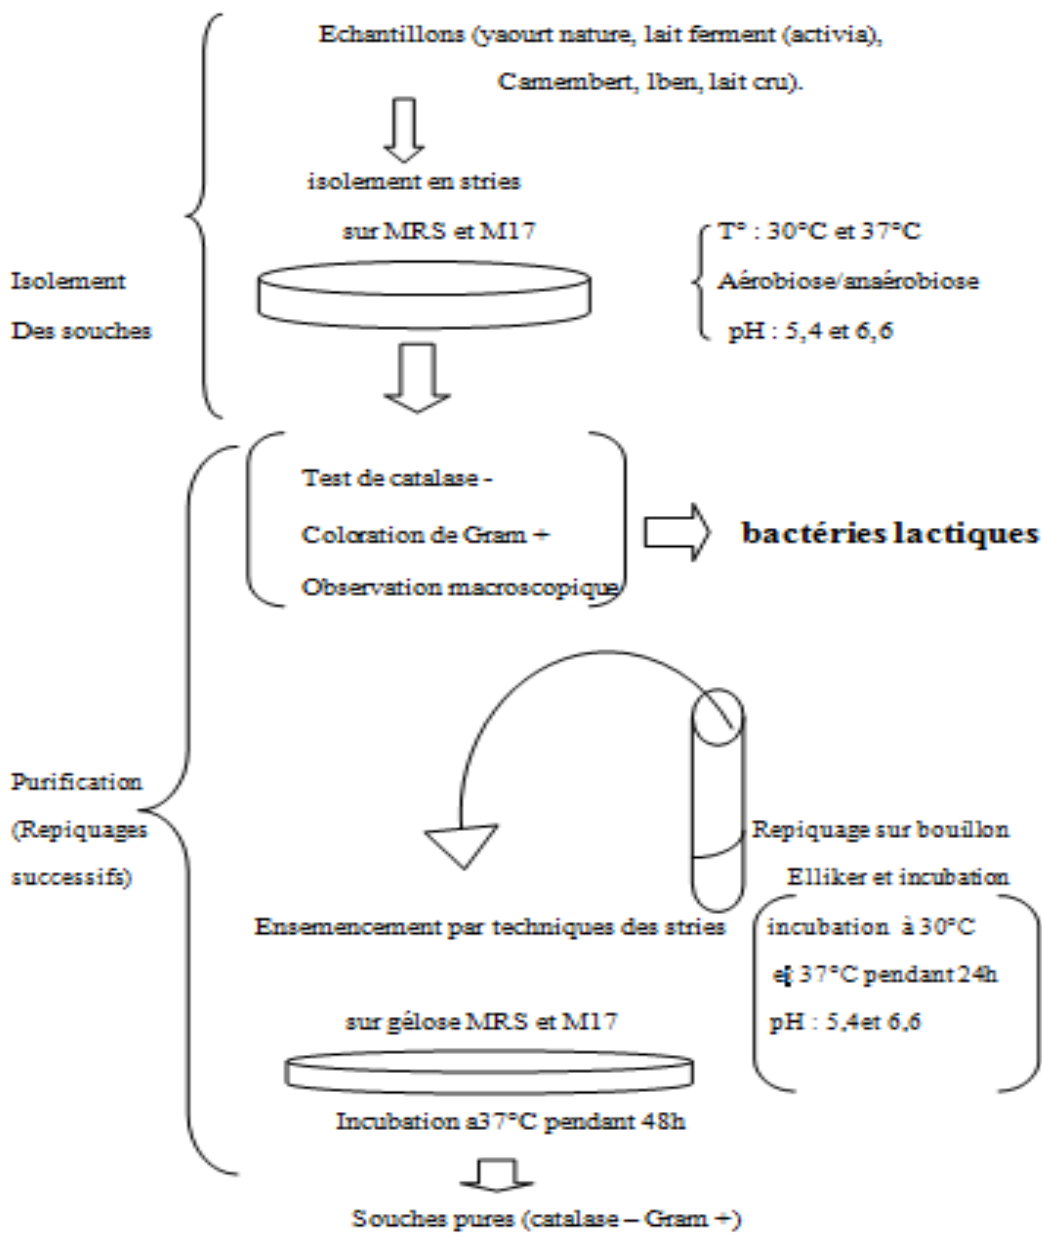 Echantillons (yaourt nature, lait ferment (activia),
Camembert, lben, lait cru).
isolement en stries
sur MRS et M17
T° : 30°C et 37°C
Aérobiose/anaérobiose
pH : 5,4 et 6,6
Isolement
Des souches
Test de catalase -
Coloration de Gram +
Observation macroscopique
bactéries lactiques
Purification
(Repiquages
successifs)
Repiquage sur bouillon
Elliker et incubation
incubation à 30°C
et 37°C pendant 24h
pH : 5,4et 6,6
Ensemencement par techniques des stries
sur gélose MRS et M17
Incubation a37°C pendant 48h
Souches pures (catalase – Gram +)